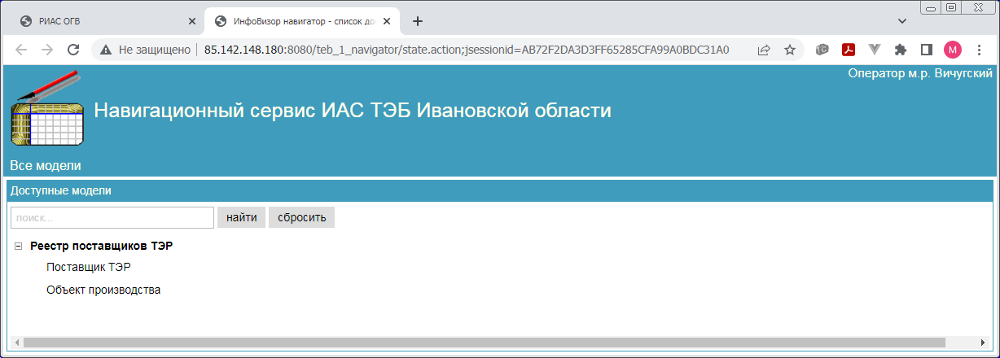 РИАС ОГВ
ИнфоВизор навигатор - список до
Не защищено
85.142.148.180:8080/teb_1_navigator/state.action;jsessionid=AB72F2DA3D3FF65285CFA99A0BDC31A0
M
Оператор м.р. Вичугский
Навигационный сервис ИАС ТЭБ Ивановской области
Все модели
Доступные модели
поиск... найти сбросить
Реестр поставщиков ТЭР
Поставщик ТЭР
Объект производства